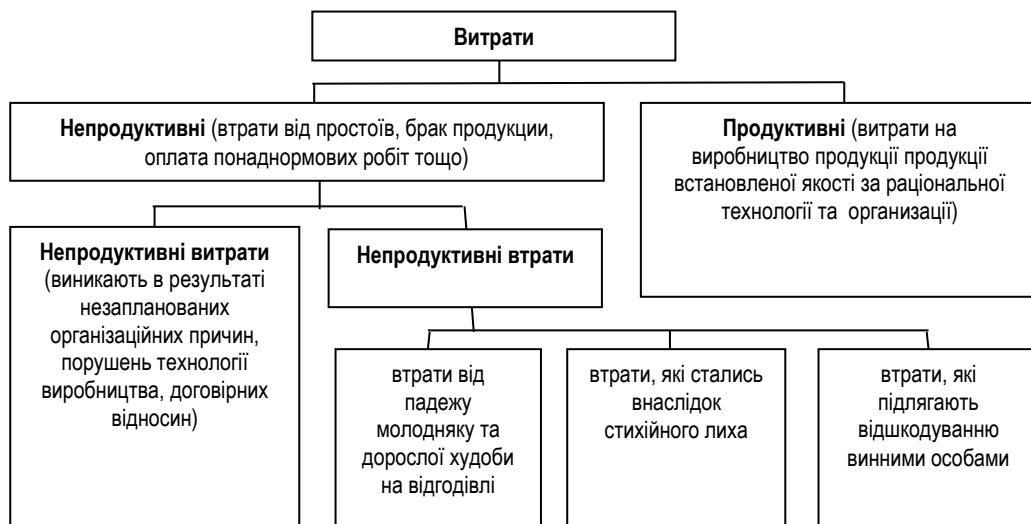 Витрати
Непродуктивні (втрати від простоїв, брак продукции,
оплата понаднормових робіт тощо)
Продуктивні (витрати на
виробництво продукції продукції
встановленої якості за раціональної
технології та организації)
Непродуктивні витрати
(виникають в результаті
незапланованих
організаційних причин,
порушень технології
виробництва, договірних
відносин)
Непродуктивні втрати
втрати від
падежу
молодняку та
дорослої худоби
на відгодівлі
втрати, які стались
внаслідок
стихійного лиха
втрати, які
підлягають
відшкодуванню
винними особами